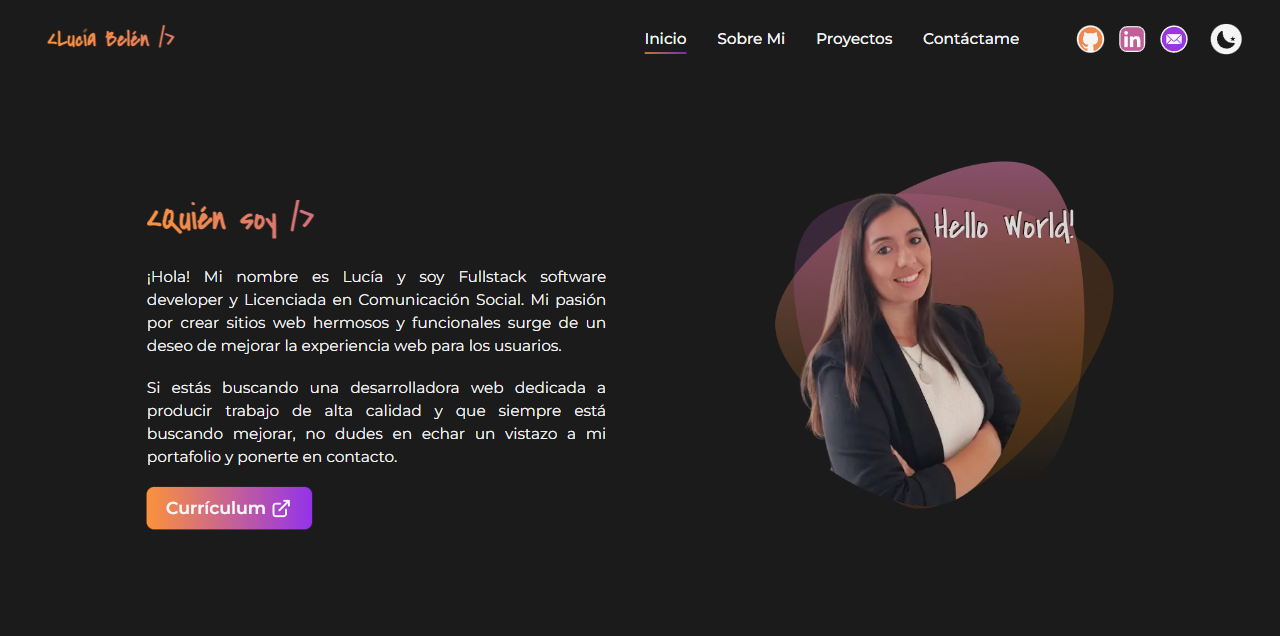 <Lucía Belén />
Inicio
Sobre Mi
Proyectos
Contáctame
in
<Quién soy />
Hello World!
¡Hola! Mi nombre es Lucía y soy Fullstack software
developer y Licenciada en Comunicación Social. Mi pasión
por crear sitios web hermosos y funcionales surge de un
deseo de mejorar la experiencia web para los usuarios.
Si estás buscando una desarrolladora web dedicada a
producir trabajo de alta calidad y que siempre está
buscando mejorar, no dudes en echar un vistazo a mi
portafolio y ponerte en contacto.
Currículum